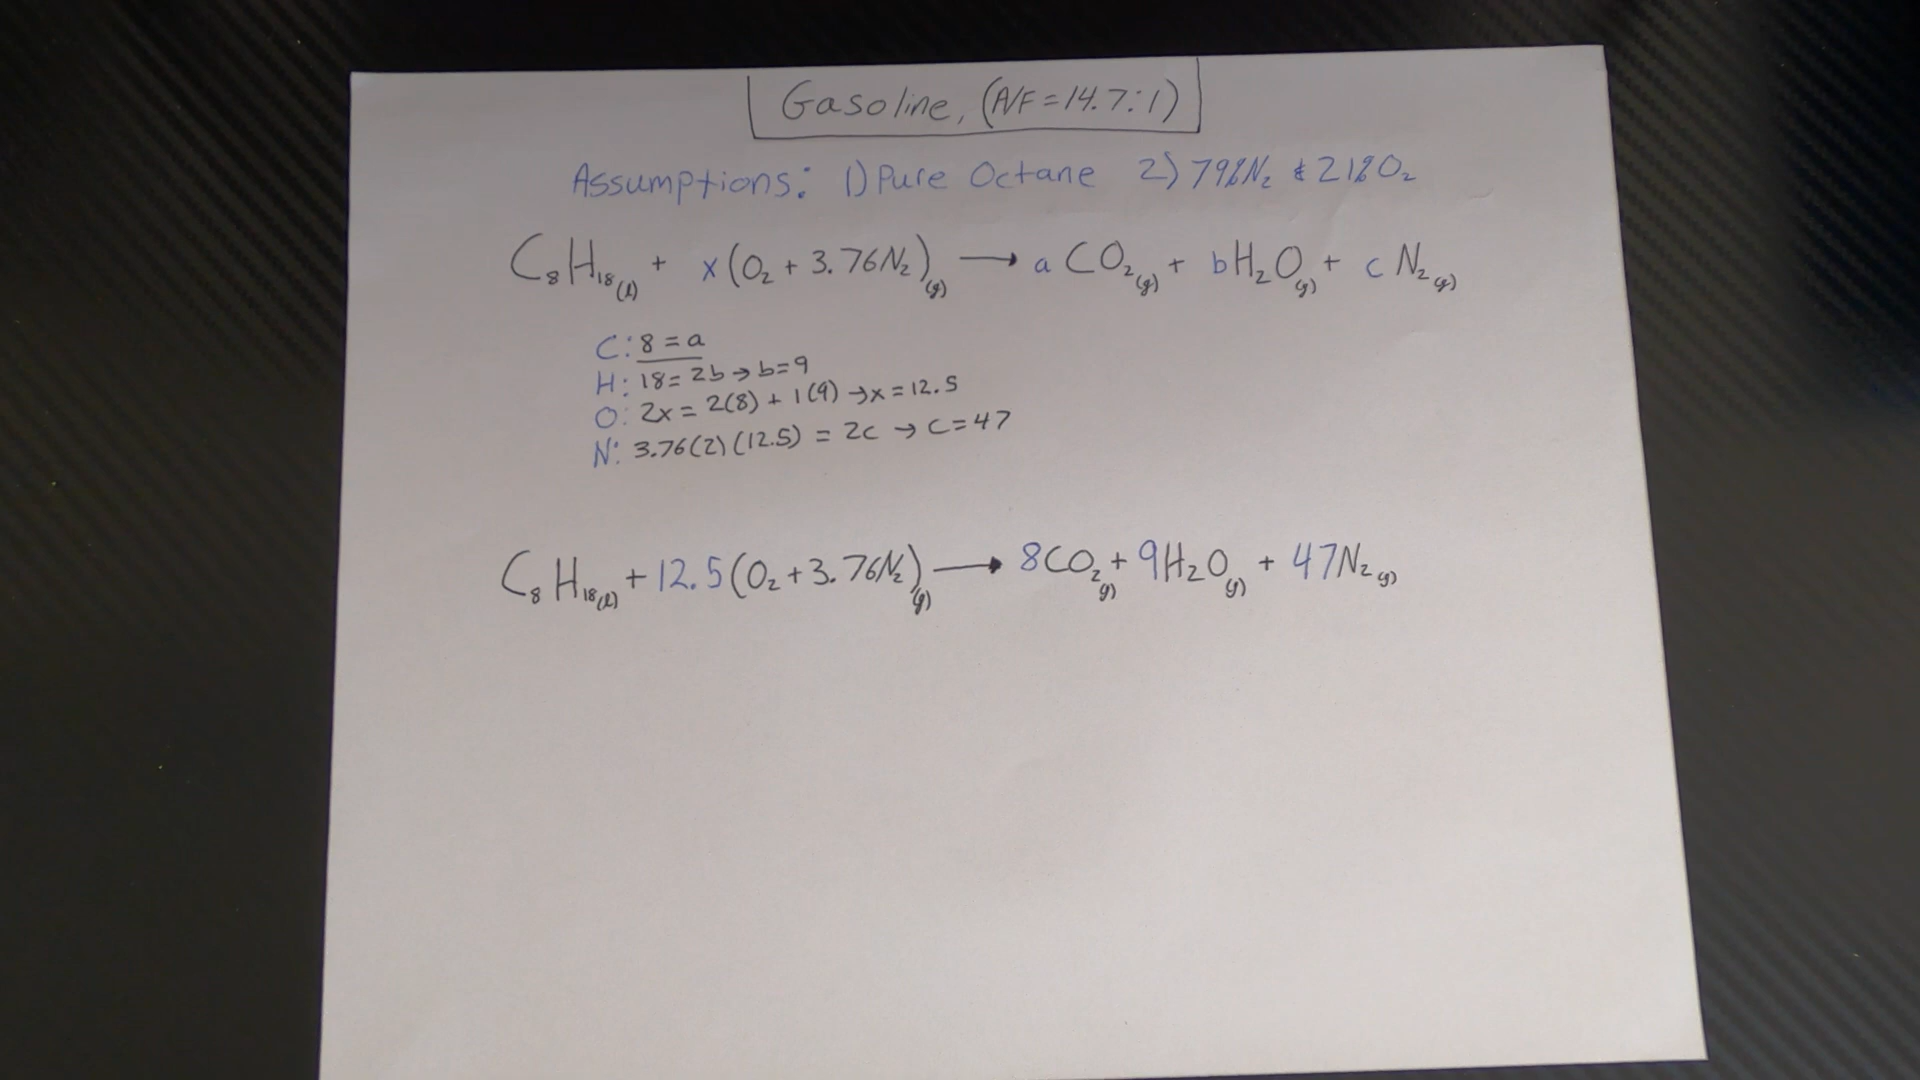 Gasoline, (A/F = 14.7:1)
Assumptions: 1) Pure Octane 2) 79% N₂ & 21% O₂
C₈H₁₈(l) + x(O₂ + 3.76N₂)(g) → a CO₂(g) + bH₂O(g) + c N₂(g)
C: 8 = a
H: 18 = 2b → b = 9
O: 2x = 2(8) + 1(9) → x = 12.5
N: 3.76(2)(12.5) = 2c → c = 47
C₈H₁₈(l) + 12.5(O₂ + 3.76N₂)(g) → 8CO₂(g) + 9H₂O(g) + 47N₂(g)